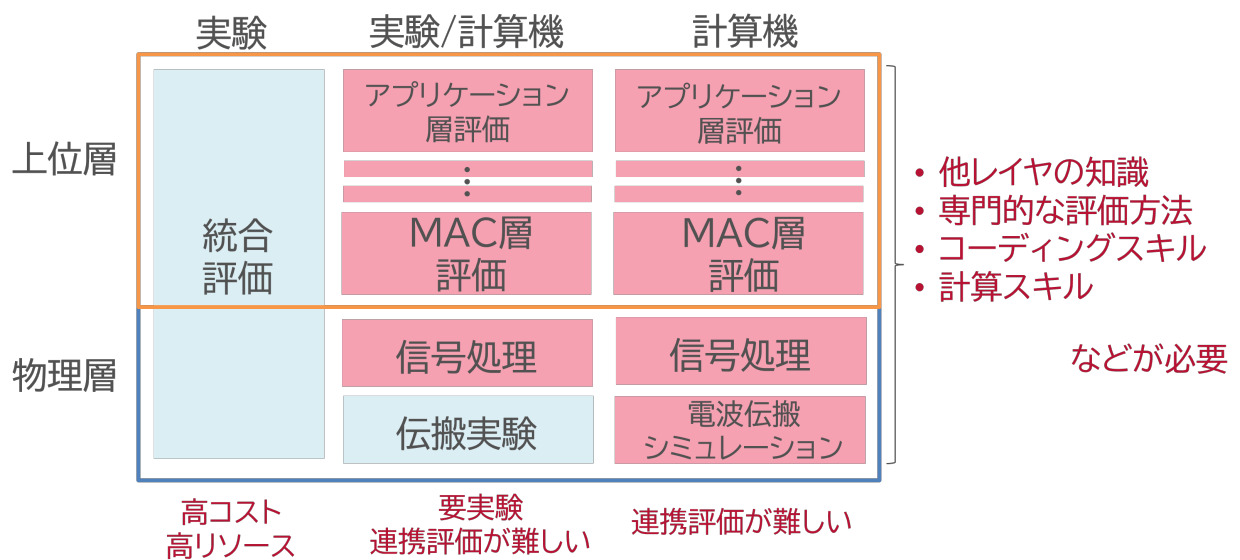 実験
実験/計算機
計算機
上位層
物理層
統合
評価
アプリケーション
層評価
⋮
MAC層
評価
信号処理
伝搬実験
アプリケーション
層評価
⋮
MAC層
評価
信号処理
電波伝搬
シミュレーション
• 他レイヤの知識
• 専門的な評価方法
• コーディングスキル
• 計算スキル
などが必要
高コスト
高リソース
要実験
連携評価が難しい
連携評価が難しい